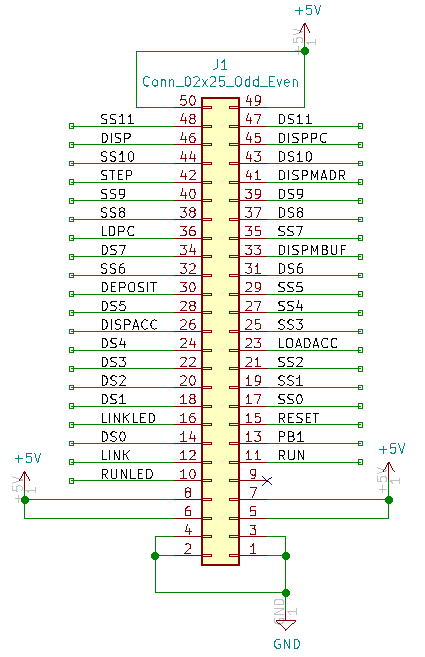 +5V
+5V
1
J1
Conn_02x25_Odd_Even
50 49
SS11 48 47 DS11
DISP 46 45 DISPPC
SS10 44 43 DS10
STEP 42 41 DISPMADR
SS9 40 39 DS9
SS8 38 37 DS8
LDPC 36 35 SS7
DS7 34 33 DISPMBUF
SS6 32 31 DS6
DEPOSIT 30 29 SS5
DS5 28 27 SS4
DISPACC 26 25 SS3
DS4 24 23 LOADACC
DS3 22 21 SS2
DS2 20 19 SS1
DS1 18 17 SS0
LINKLED 16 15 RESET
DS0 14 13 PB1
LINK 12 11 RUN
RUNLED 10 9
+5V +5V
+5V 1 +5V 1
8 7
6 5
4 3
2 1
GND
1
GND